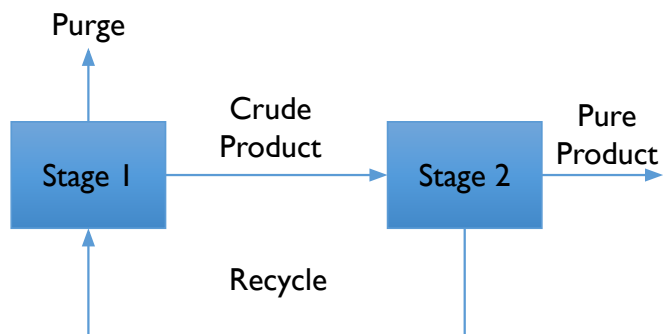 Purge
Crude
Product
Pure
Product
Stage 1
Stage 2
Recycle